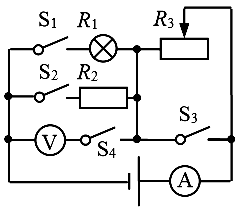 S₁ R₁ R₃
S₂ R₂
V S₄ S₃
A